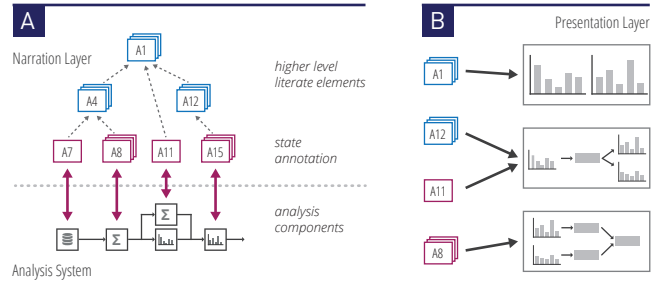 A
Narration Layer
A1
higher level
literate elements
A4
A12
A7
A8
A11
A15
state
annotation
Σ
Σ
analysis
components
Analysis System
B
Presentation Layer
A1
A12
A11
A8